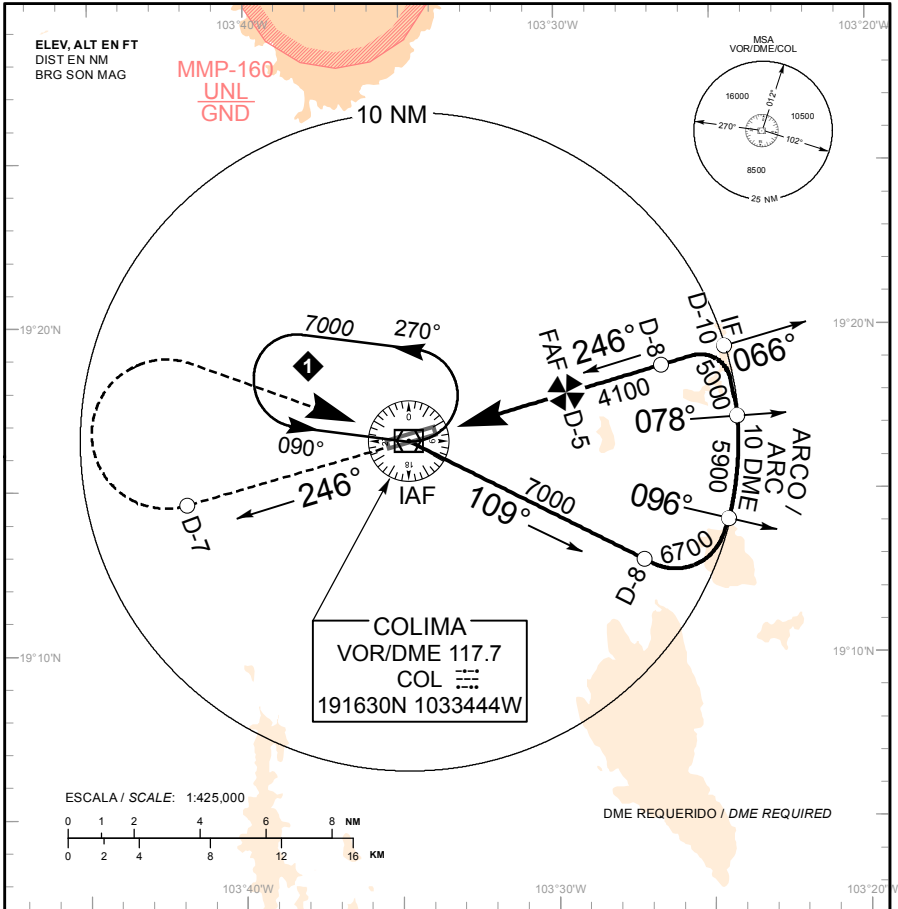 103°40'W
103°30'W
103°20'W
ELEV, ALT EN FT
DIST EN NM
BRG SON MAG
MMP-160
UNL
GND
10 NM
MSA
VOR/DME/COL
16000
012°
10500
270°
102°
8500
25 NM
19°20'N
19°20'N
7000
270°
1
090°
246°
D-7
0
18
IAF
FAF
246°
D-8
4100
D-5
D-10
IF
066°
5000
078°
5900
10 DME
ARC
ARCO /
096°
7000
109°
6700
D-8
COLIMA
VOR/DME 117.7
COL
191630N 1033444W
19°10'N
19°10'N
ESCALA / SCALE: 1:425,000
0 1 2 4 6 8 NM
0 2 4 8 12 16 KM
DME REQUERIDO / DME REQUIRED
103°40'W
103°30'W
103°20'W